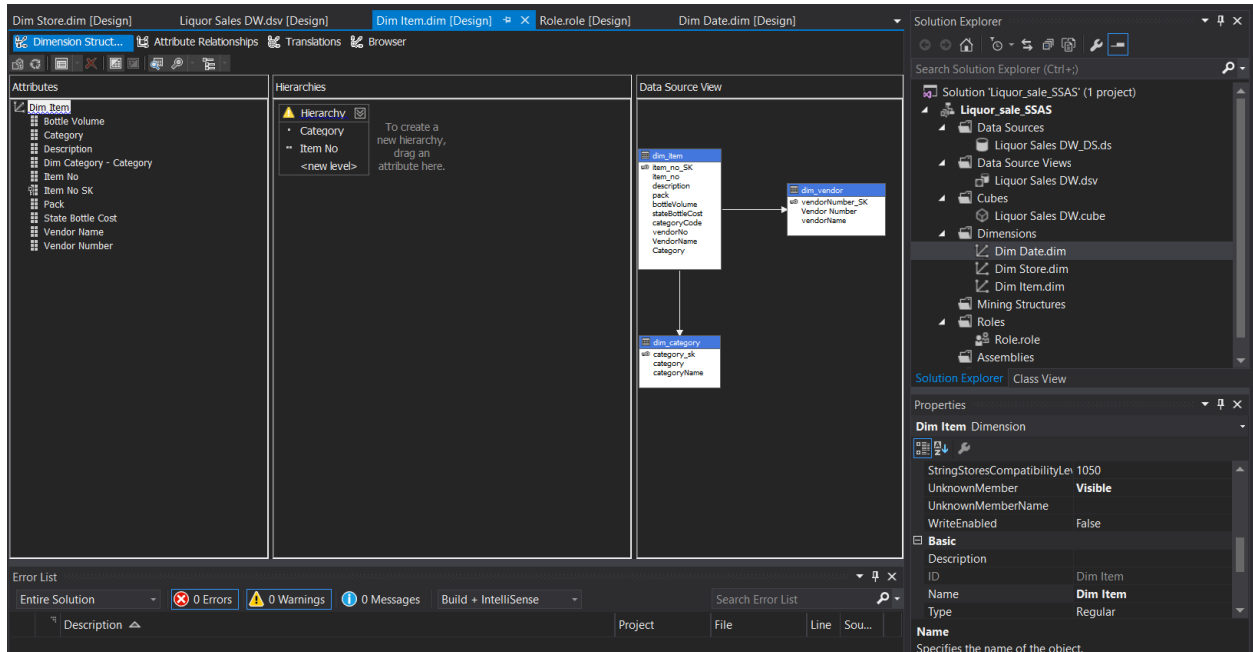 Dim Store.dim [Design]
Liquor Sales DW.dsv [Design]
Dim Item.dim [Design]
Role.role [Design]
Dim Date.dim [Design]
Dimension Struct...
Attribute Relationships
Translations
Browser
Attributes
Dim Item
Bottle Volume
Category
Description
Dim Category - Category
Item No
Item No SK
Pack
State Bottle Cost
Vendor Name
Vendor Number
Hierarchies
Hierarchy
Category
Item No
<new level>
To create a
new hierarchy,
drag an
attribute here.
Data Source View
dim_item
item_no_SK
item_no
description
pack
bottleVolume
stateBottleCost
categoryCode
vendorNo
VendorName
Category
dim_vendor
vendorNumber_SK
Vendor Number
vendorName
dim_category
category_sk
category
categoryName
Error List
Entire Solution
0 Errors
0 Warnings
0 Messages
Build + IntelliSense
Search Error List
Description
Project
File
Line
Sou...
Solution Explorer
Search Solution Explorer (Ctrl+;)
Solution 'Liquor_sale_SSAS' (1 project)
Liquor_sale_SSAS
Data Sources
Liquor Sales DW_DS.ds
Data Source Views
Liquor Sales DW.dsv
Cubes
Liquor Sales DW.cube
Dimensions
Dim Date.dim
Dim Store.dim
Dim Item.dim
Mining Structures
Roles
Role.role
Assemblies
Solution Explorer
Class View
Properties
Dim Item Dimension
StringStoresCompatibilityLe 1050
UnknownMember Visible
UnknownMemberName
WriteEnabled False
Basic
Description
ID Dim Item
Name Dim Item
Type Regular
Name
Specifies the name of the object.